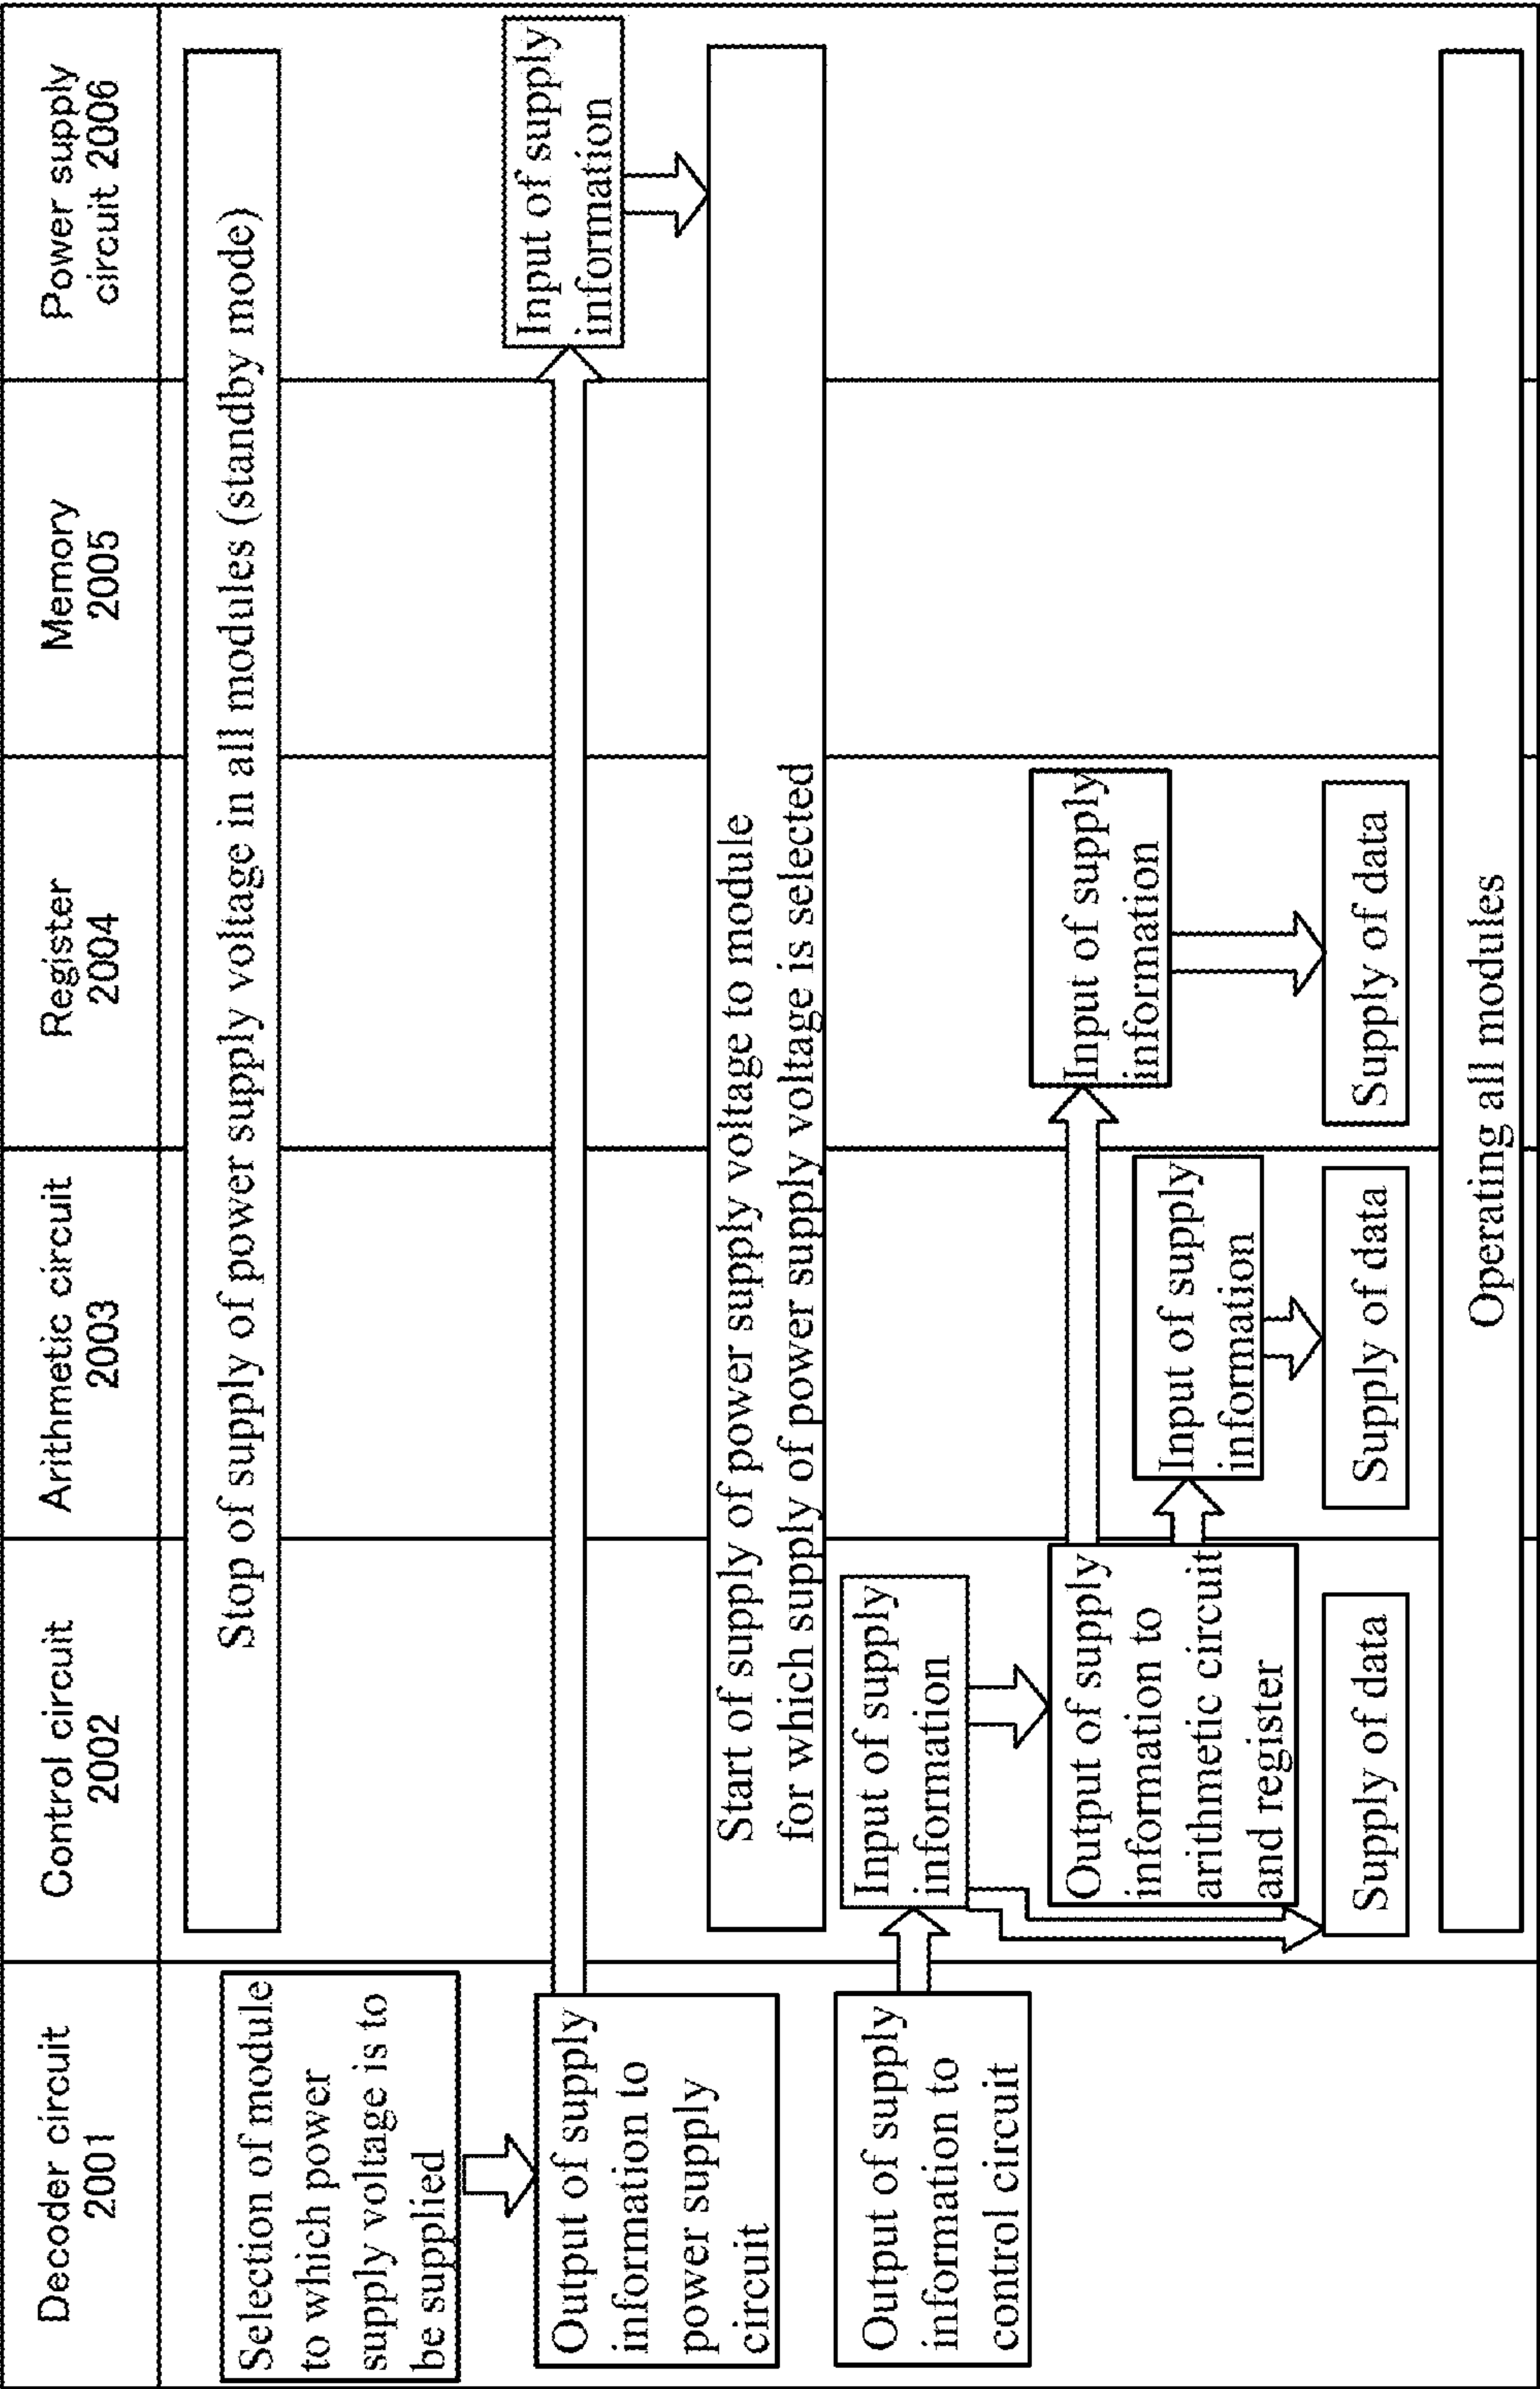 Decoder circuit
2001
Control circuit
2002
Arithmetic circuit
2003
Register
2004
Memory
2005
Power supply
circuit 2006
Stop of supply of power supply voltage in all modules (standby mode)
Selection of module
to which power
supply voltage is to
be supplied
Output of supply
information to
power supply
circuit
Input of supply
information
Start of supply of power supply voltage to module
for which supply of power supply voltage is selected
Output of supply
information to
control circuit
Input of supply
information
Output of supply
information to
arithmetic circuit
and register
Input of supply
information
Input of supply
information
Supply of data
Supply of data
Supply of data
Operating all modules